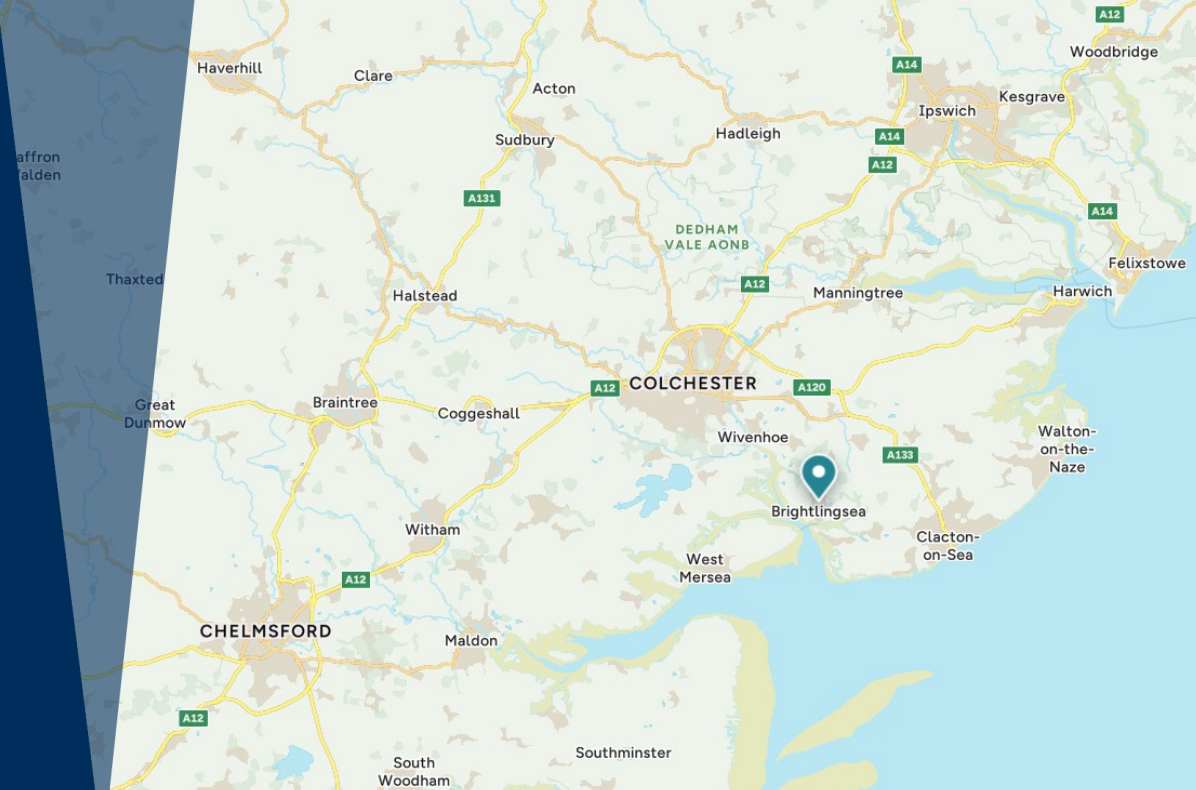 A12
Woodbridge
Haverhill
Clare
A14
Acton
Kesgrave
Ipswich
Sudbury
Hadleigh
A14
A12
affron
alden
A131
A14
DEDHAM
VALE AONB
Felixstowe
Thaxted
A12
Manningtree
Harwich
Halstead
COLCHESTER
A12
A120
Braintree
Great
Dunmow
Coggeshall
Wivenhoe
Walton-
on-the-
Naze
A133
Brightlingsea
Witham
Clacton-
on-Sea
West
Mersea
A12
CHELMSFORD
Maldon
A12
Southminster
South
Woodham